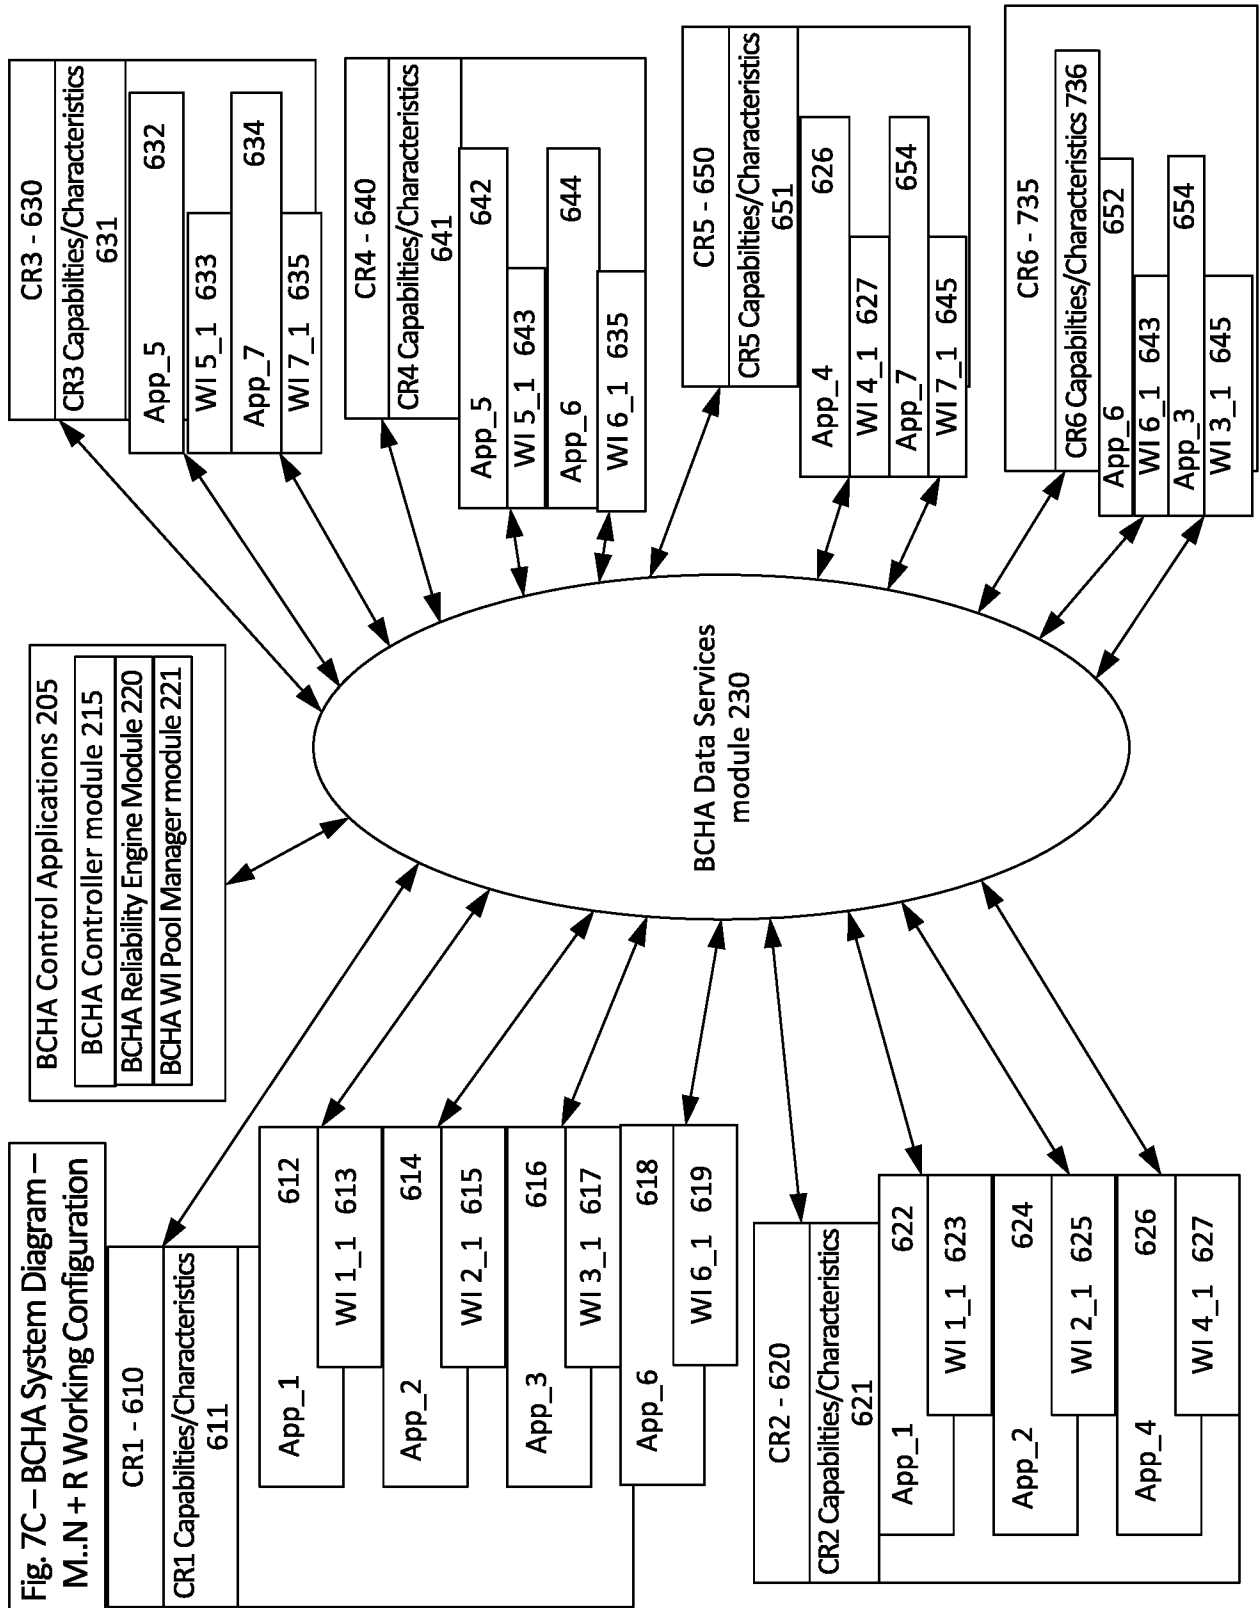 Fig. 7C – BCHA System Diagram –
M..N + R Working Configuration
BCHA Control Applications 205
BCHA Controller module 215
BCHA Reliability Engine Module 220
BCHA WI Pool Manager module 221
CR1 - 610
CR1 Capabilties/Characteristics
611
App_1 612
WI 1_1 613
App_2 614
WI 2_1 615
App_3 616
WI 3_1 617
App_6 618
WI 6_1 619
CR2 - 620
CR2 Capabilties/Characteristics
621
App_1 622
WI 1_1 623
App_2 624
WI 2_1 625
App_4 626
WI 4_1 627
BCHA Data Services
module 230
CR3 - 630
CR3 Capabilties/Characteristics
631
App_5 632
WI 5_1 633
App_7 634
WI 7_1 635
CR4 - 640
CR4 Capabilties/Characteristics
641
App_5 642
WI 5_1 643
App_6 644
WI 6_1 635
CR5 - 650
CR5 Capabilties/Characteristics
651
App_4 626
WI 4_1 627
App_7 654
WI 7_1 645
CR6 - 735
CR6 Capabilties/Characteristics 736
App_6 652
WI 6_1 643
App_3 654
WI 3_1 645